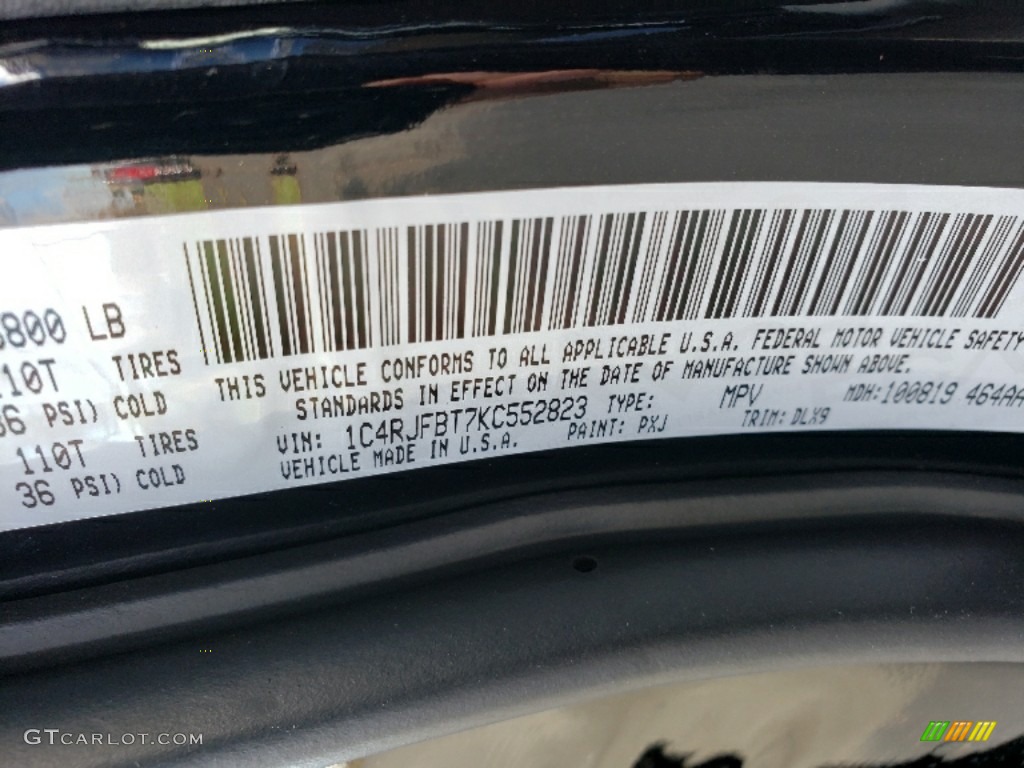 800 LB
110T TIRES
36 PSI) COLD
110T TIRES
36 PSI) COLD
THIS VEHICLE CONFORMS TO ALL APPLICABLE U.S.A. FEDERAL MOTOR VEHICLE SAFETY
STANDARDS IN EFFECT ON THE DATE OF MANUFACTURE SHOWN ABOVE.
VIN: 1C4RJFBT7KC552823 TYPE: MPV MDH:100819 464AA
VEHICLE MADE IN U.S.A. PAINT: PXJ TRIM: DLX9
GTCARLOT.COM